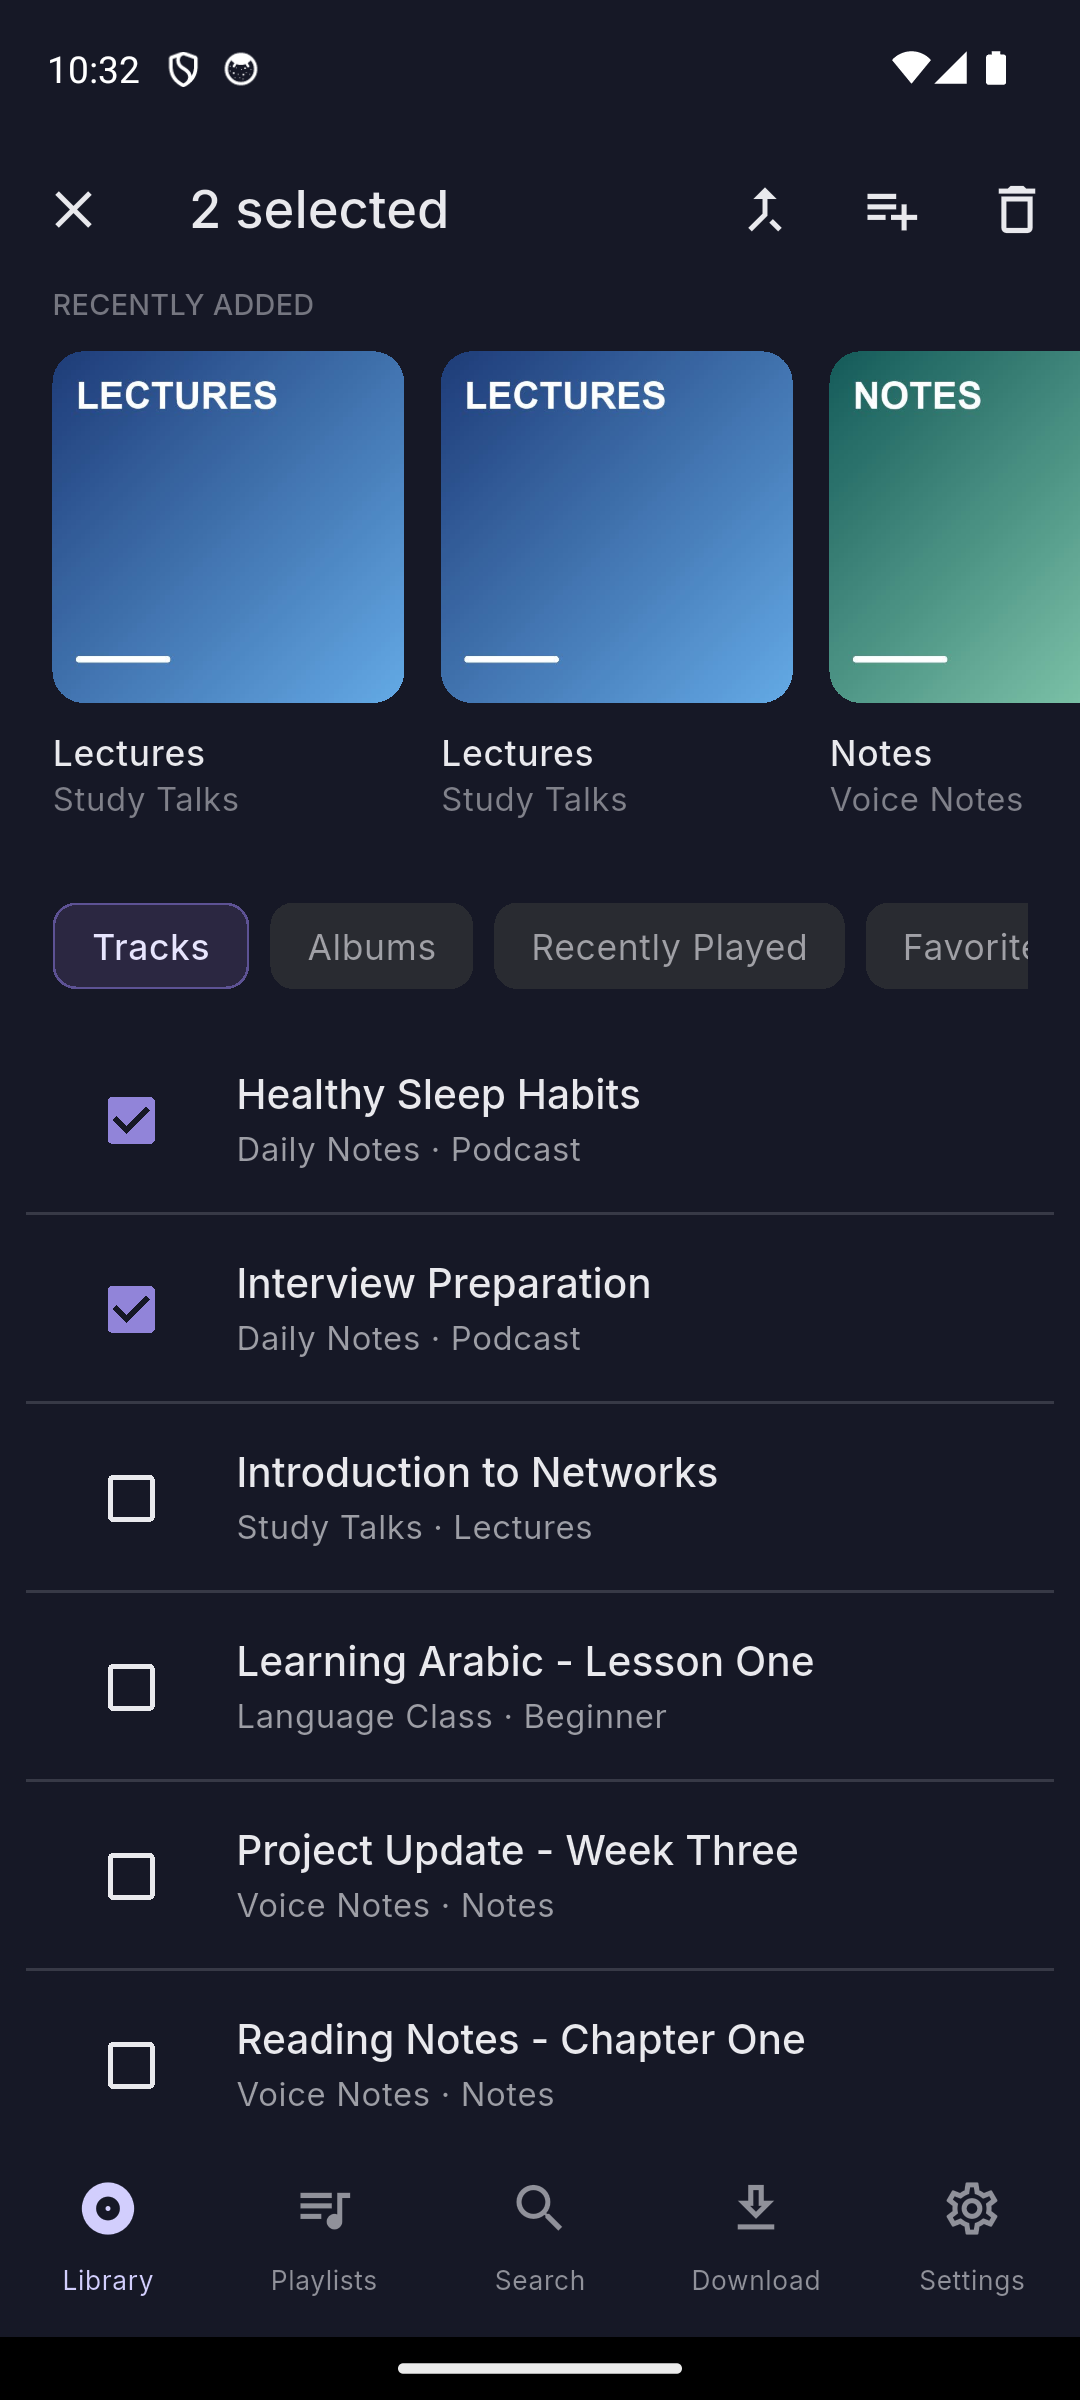 10:32
2 selected
RECENTLY ADDED
LECTURES
LECTURES
NOTES
Lectures
Study Talks
Lectures
Study Talks
Notes
Voice Notes
Tracks
Albums
Recently Played
Favorite
Healthy Sleep Habits
Daily Notes · Podcast
Interview Preparation
Daily Notes · Podcast
Introduction to Networks
Study Talks · Lectures
Learning Arabic - Lesson One
Language Class · Beginner
Project Update - Week Three
Voice Notes · Notes
Reading Notes - Chapter One
Voice Notes · Notes
Library
Playlists
Search
Download
Settings